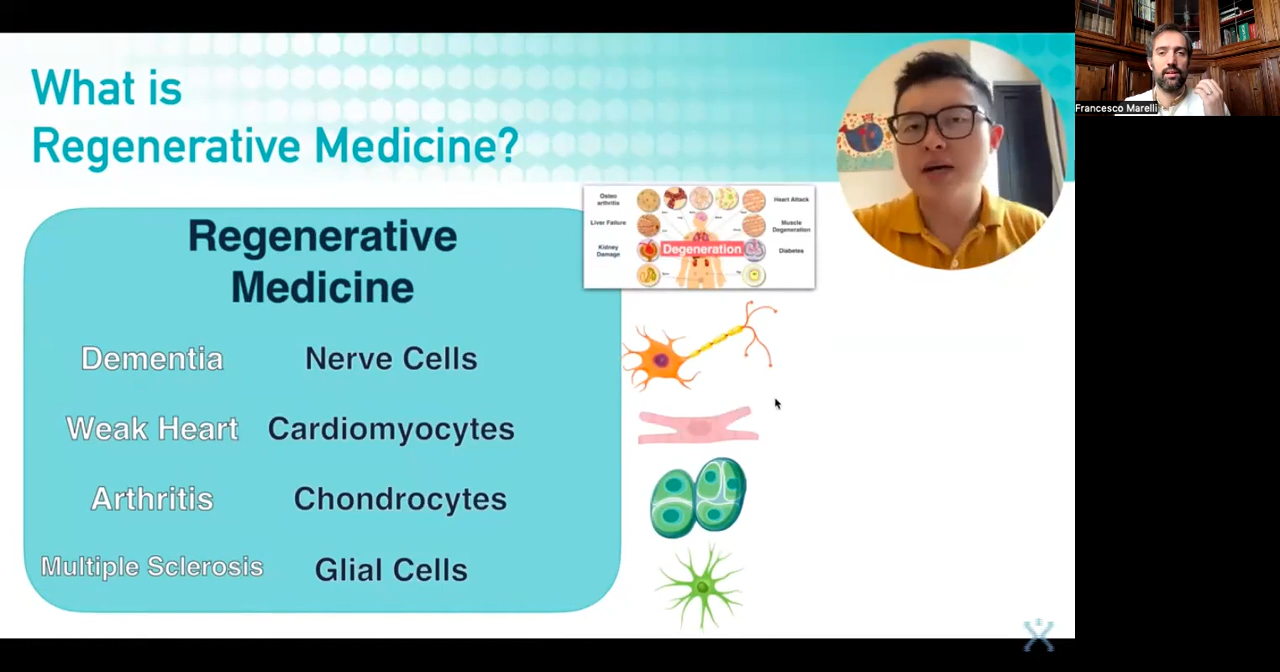 What is
Regenerative Medicine?
Francesco Marelli
Regenerative
Medicine
Osteo
arthritis
Heart Attack
Liver Failure
Muscle
Degeneration
Kidney
Damage
Degeneration
Diabetes
Dementia Nerve Cells
Weak Heart Cardiomyocytes
Arthritis Chondrocytes
Multiple Sclerosis Glial Cells